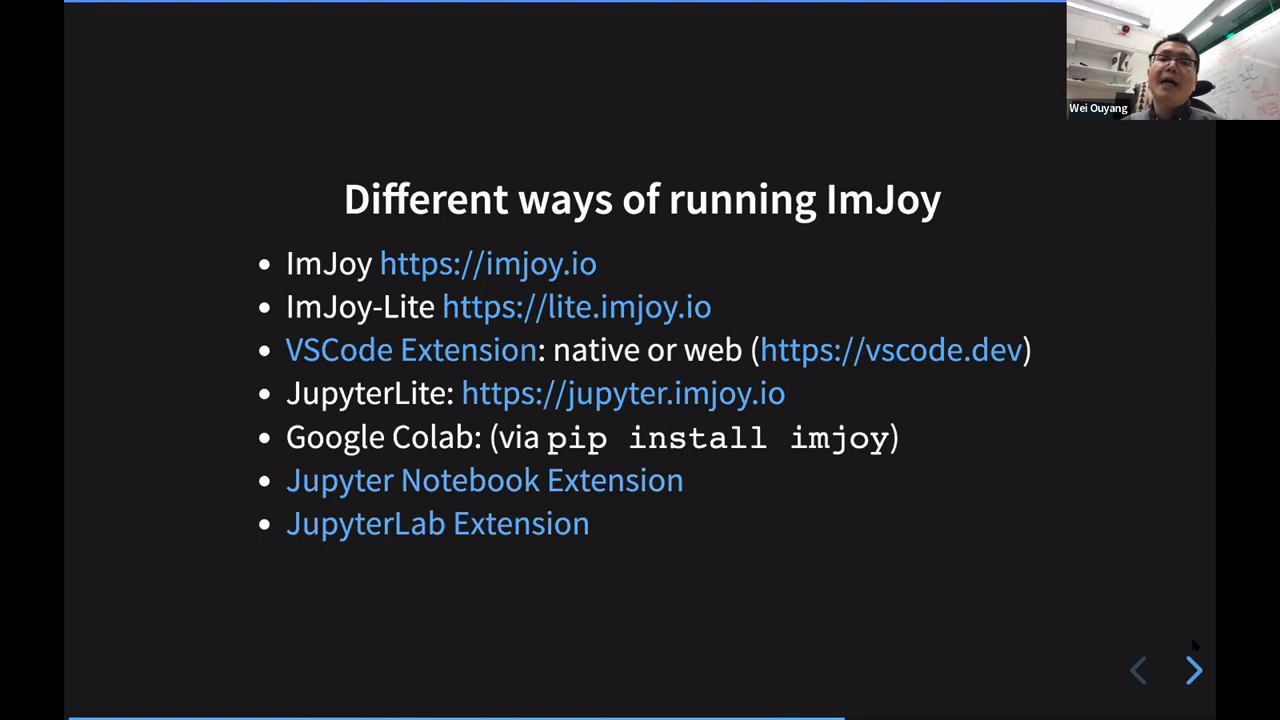 Wei Ouyang
Different ways of running ImJoy
• ImJoy https://imjoy.io
• ImJoy-Lite https://lite.imjoy.io
• VSCode Extension: native or web (https://vscode.dev)
• JupyterLite: https://jupyter.imjoy.io
• Google Colab: (via pip install imjoy)
• Jupyter Notebook Extension
• JupyterLab Extension